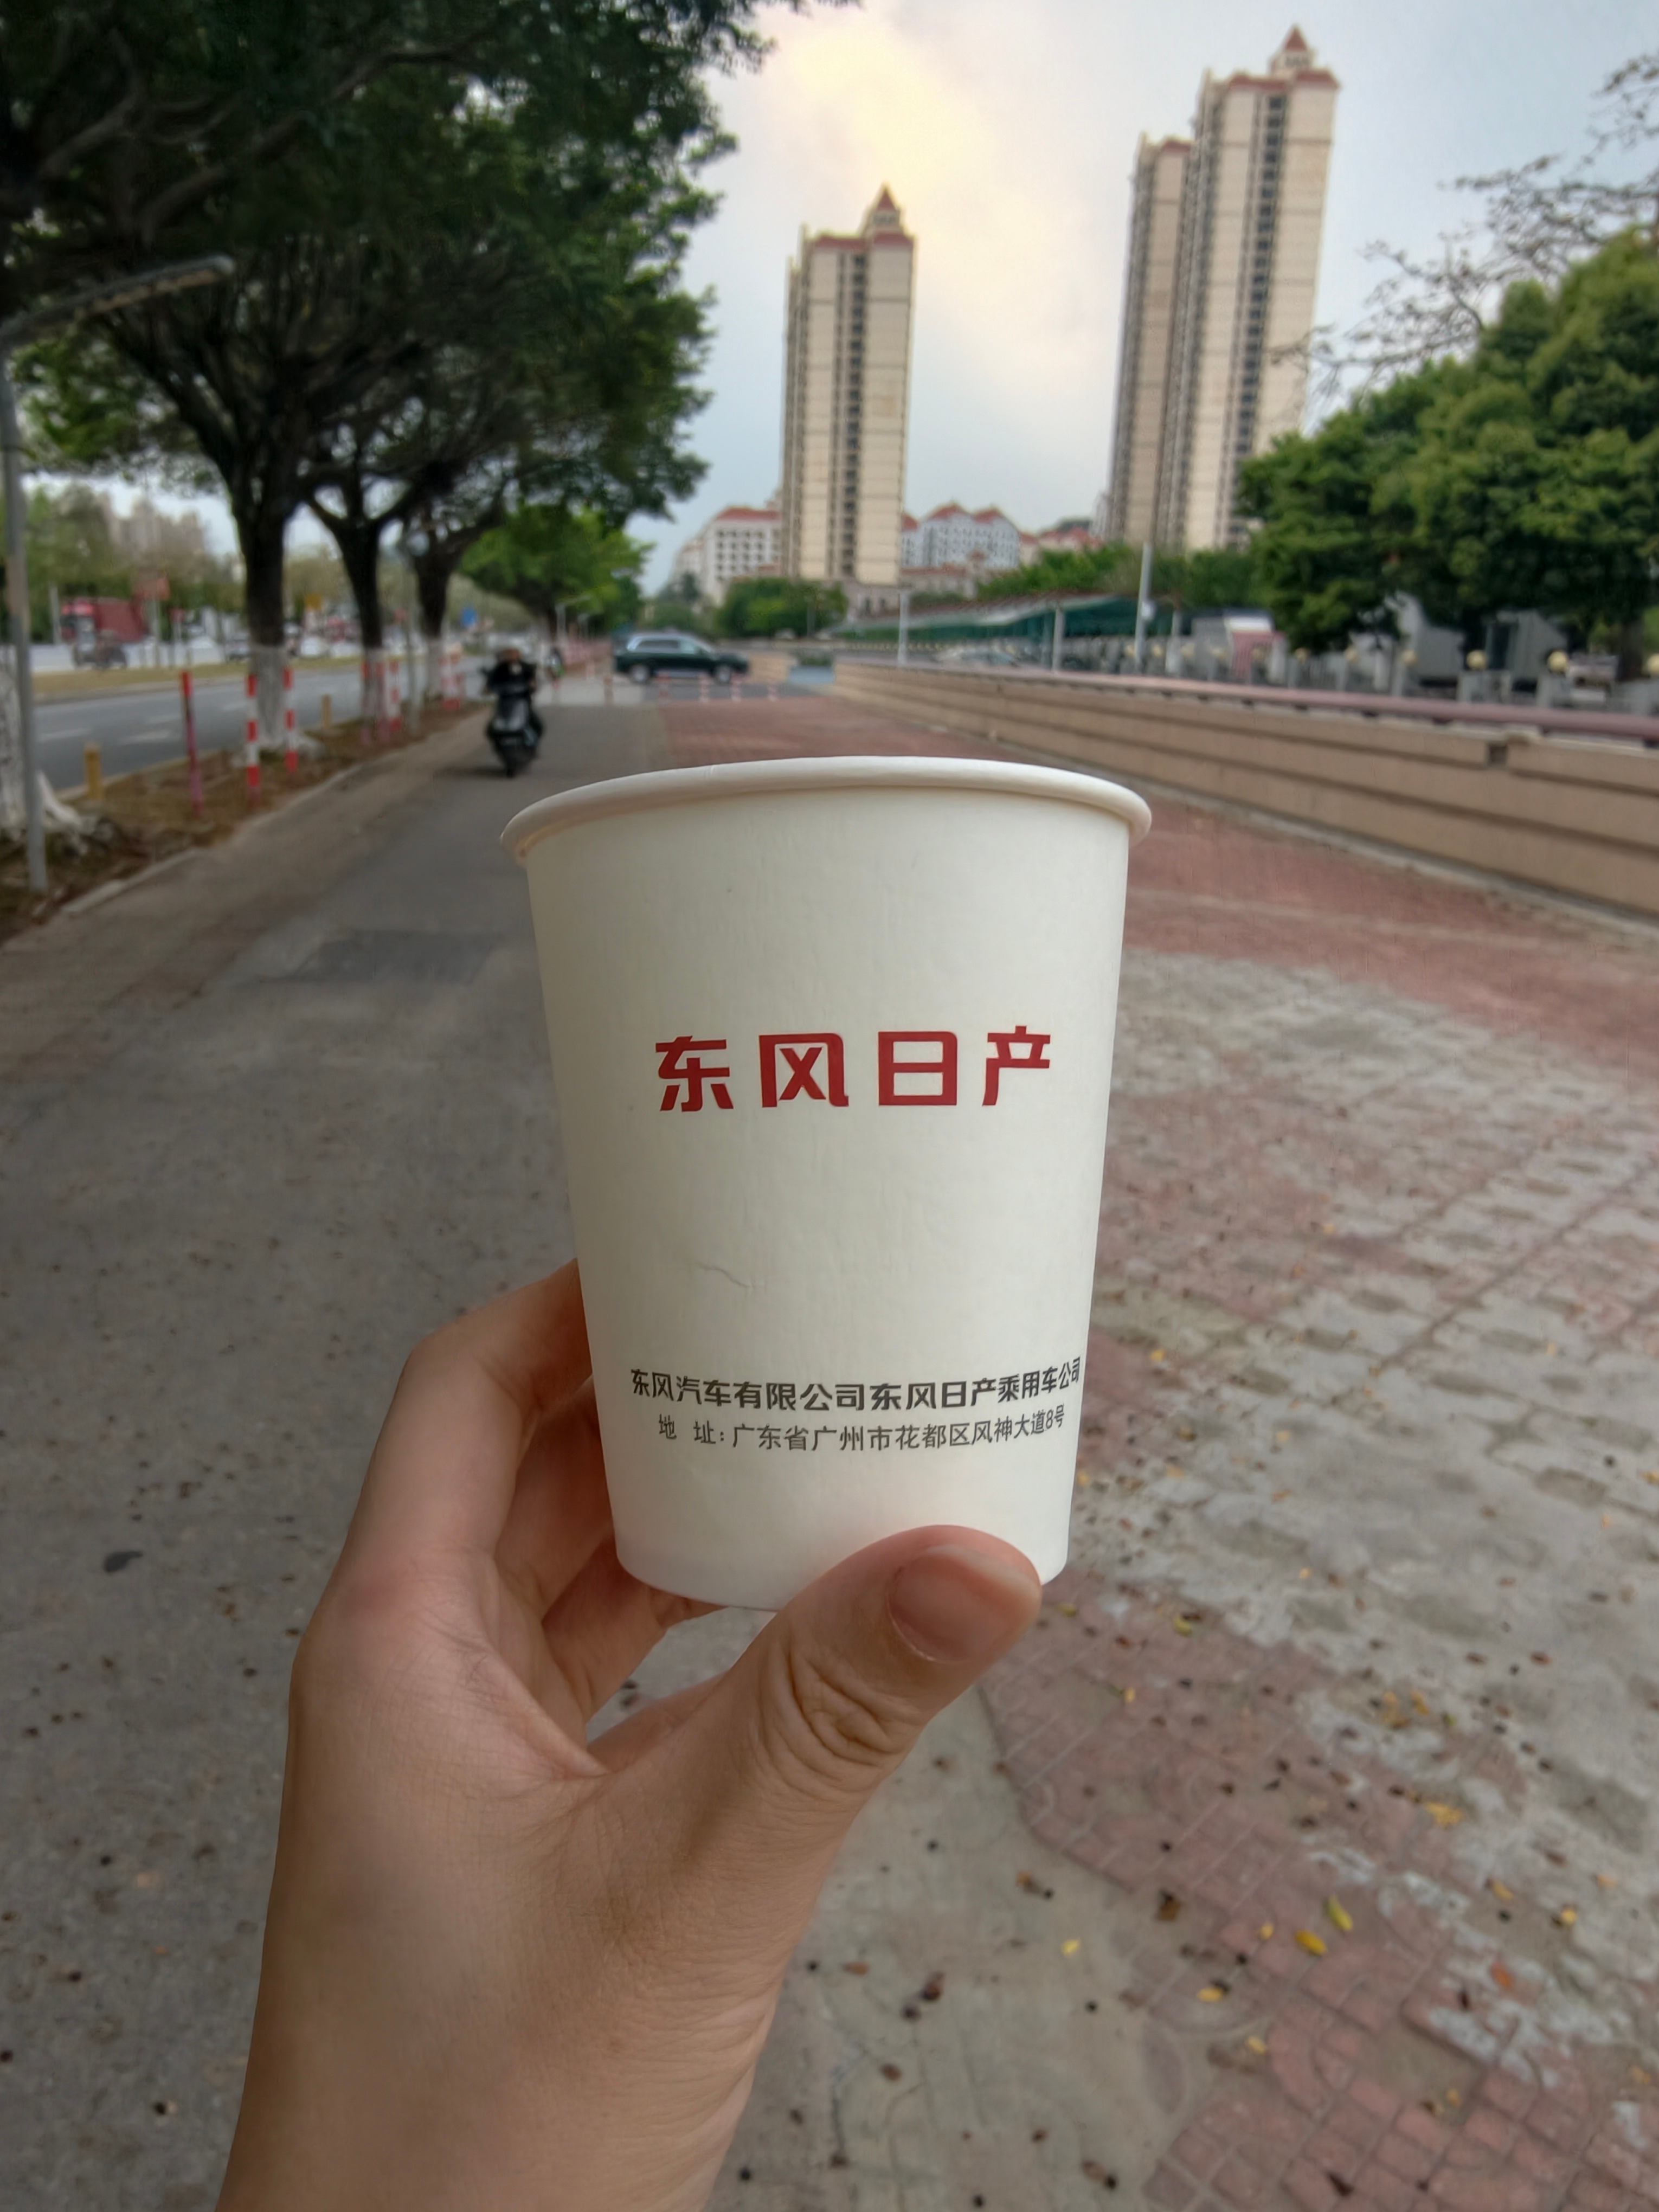 东风日产
东风汽车有限公司东风日产乘用车公司
地 址:广东省广州市花都区风神大道8号